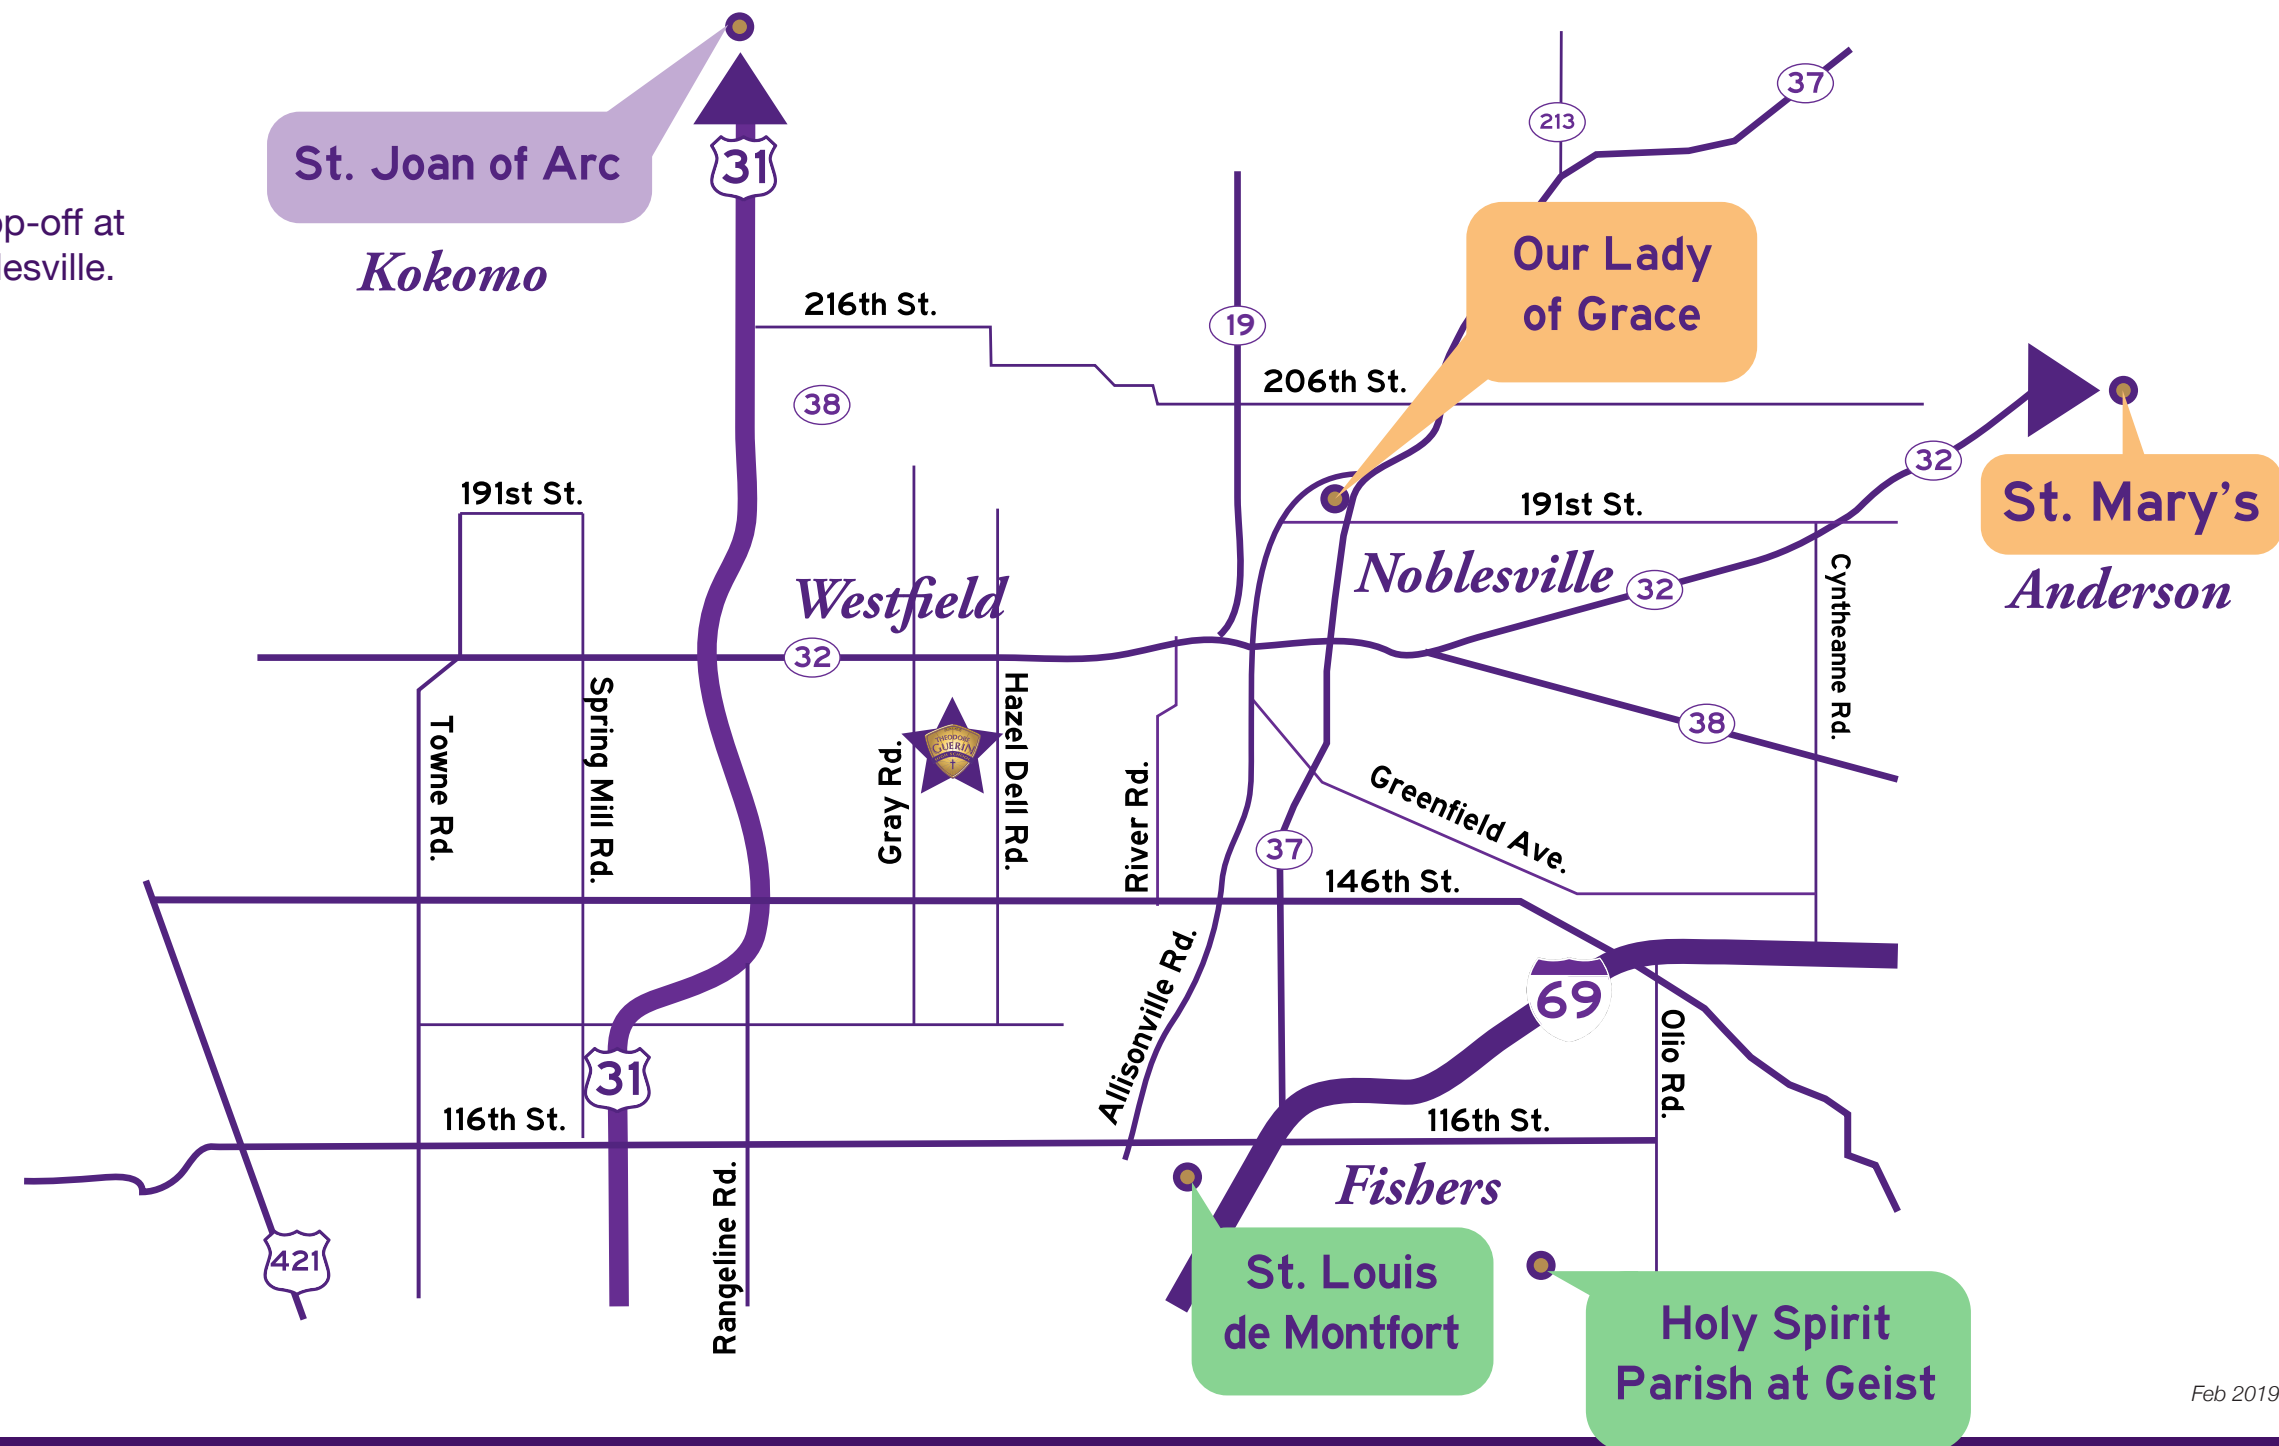 37
213
31
St. Joan of Arc
op-off at
lesville.
Kokomo
Our Lady
of Grace
216th St.
19
206th St.
38
32
191st St.
191st St.
St. Mary's
Noblesville
32
Westfield
Anderson
Cyntheanne Rd.
32
Spring Mill Rd.
Hazel Dell Rd.
Towne Rd.
38
THEODORE
GUERIN
Gray Rd.
River Rd.
Greenfield Ave.
37
146th St.
Allisonville Rd.
69
Olio Rd.
31
116th St.
116th St.
Rangeline Rd.
Fishers
421
St. Louis
de Montfort
Holy Spirit
Parish at Geist
Feb 2019